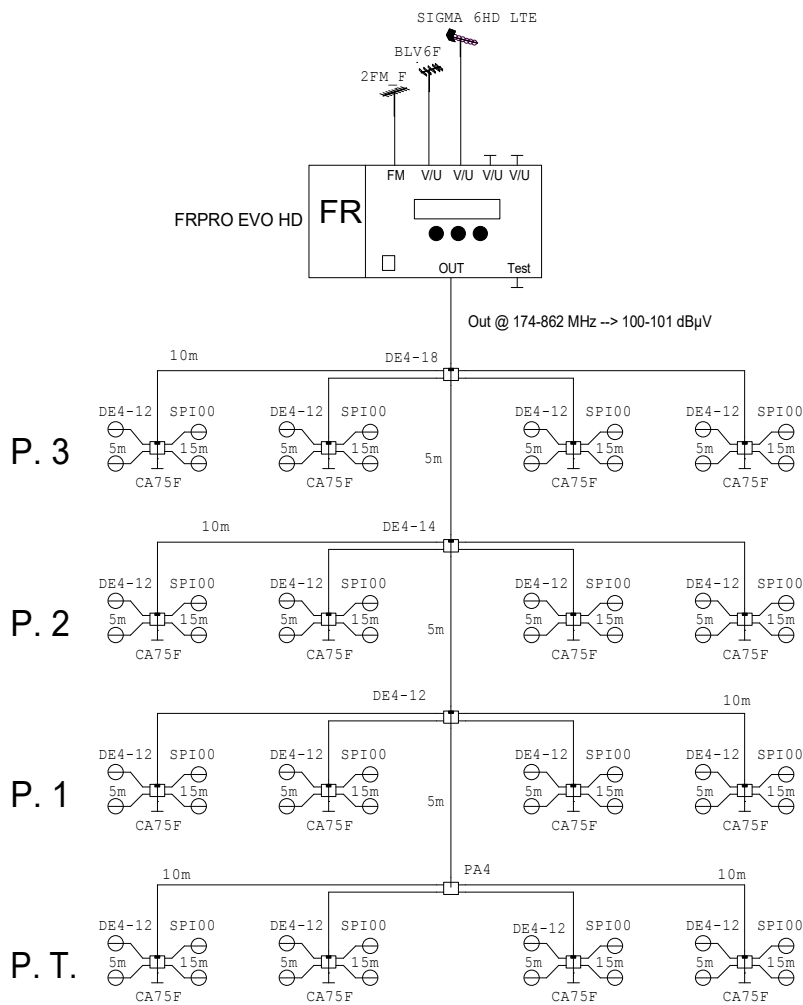 SIGMA 6HD LTE
BLV6F
2FM_F
FM V/U V/U V/U V/U
FRPRO EVO HD
FR
OUT Test
Out @ 174-862 MHz --> 100-101 dBµV
10m DE4-18
DE4-12 SPI00 DE4-12 SPI00 DE4-12 SPI00 DE4-12 SPI00
P. 3
5m 15m 5m 15m 5m 5m 15m 5m 15m
CA75F CA75F CA75F CA75F
10m DE4-14
DE4-12 SPI00 DE4-12 SPI00 DE4-12 SPI00 DE4-12 SPI00
P. 2
5m 15m 5m 15m 5m 5m 15m 5m 15m
CA75F CA75F CA75F CA75F
DE4-12 10m
DE4-12 SPI00 DE4-12 SPI00 DE4-12 SPI00 DE4-12 SPI00
P. 1
5m 15m 5m 15m 5m 5m 15m 5m 15m
CA75F CA75F CA75F CA75F
10m PA4 10m
DE4-12 SPI00 DE4-12 SPI00 DE4-12 SPI00 DE4-12 SPI00
P. T.
5m 15m 5m 15m 5m 15m 5m 15m
CA75F CA75F CA75F CA75F